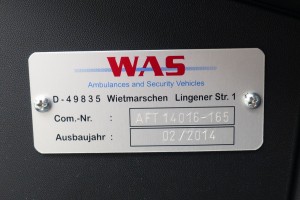 WAS
Ambulances and Security Vehicles
D-49835 Wietmarschen Lingener Str. 1
Com.-Nr.: AFT 14016-165
Ausbaujahr: 02/2014